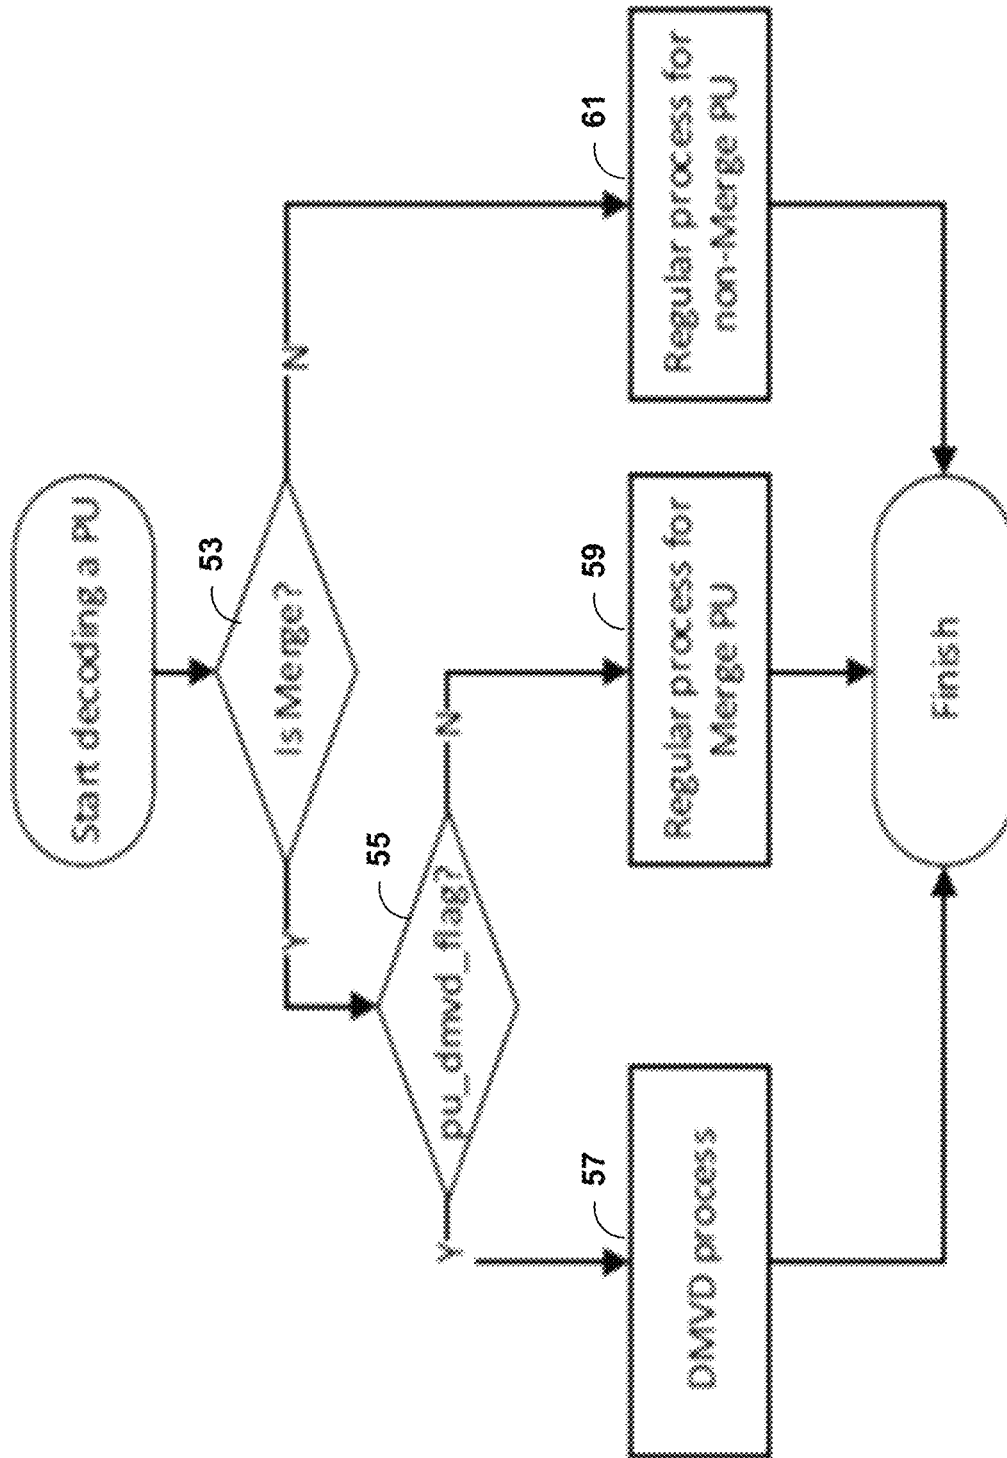 Start decoding a PU
53
Is Merge?
Y
N
55
pu_dmvd_flag?
Y
N
57
DMVD process
59
Regular process for
Merge PU
61
Regular process for
non-Merge PU
Finish